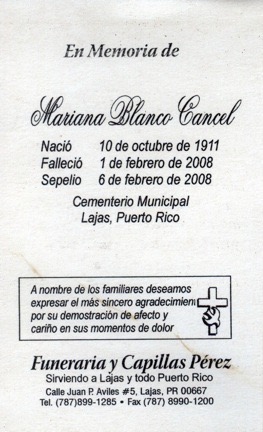 En Memoria de
Mariana Blanco Cancel
Nació 10 de octubre de 1911
Falleció 1 de febrero de 2008
Sepelio 6 de febrero de 2008
Cementerio Municipal
Lajas, Puerto Rico
A nombre de los familiares deseamos
expresar el más sincero agradecimien
por su demostración de afecto y
cariño en sus momentos de dolor
Funeraria y Capillas Pérez
Sirviendo a Lajas y todo Puerto Rico
Calle Juan P. Aviles #5, Lajas, PR 00667
Tel. (787)899-1285 • Fax (787) 8990-1200